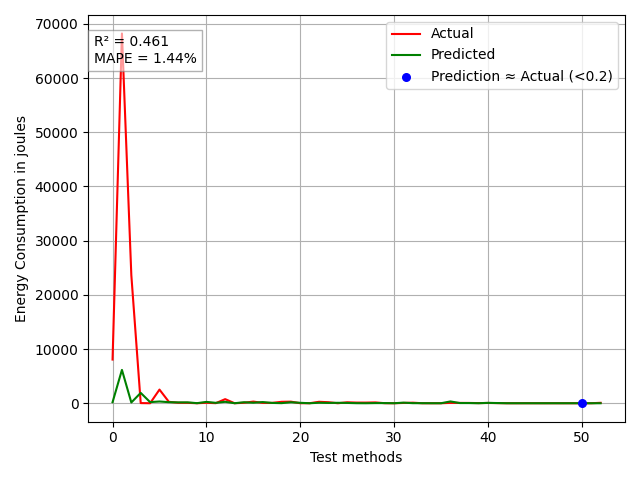 70000
60000
50000
40000
30000
20000
10000
0
Energy Consumption in joules
R² = 0.461
MAPE = 1.44%
Actual
Predicted
Prediction ≈ Actual (<0.2)
0 10 20 30 40 50
Test methods